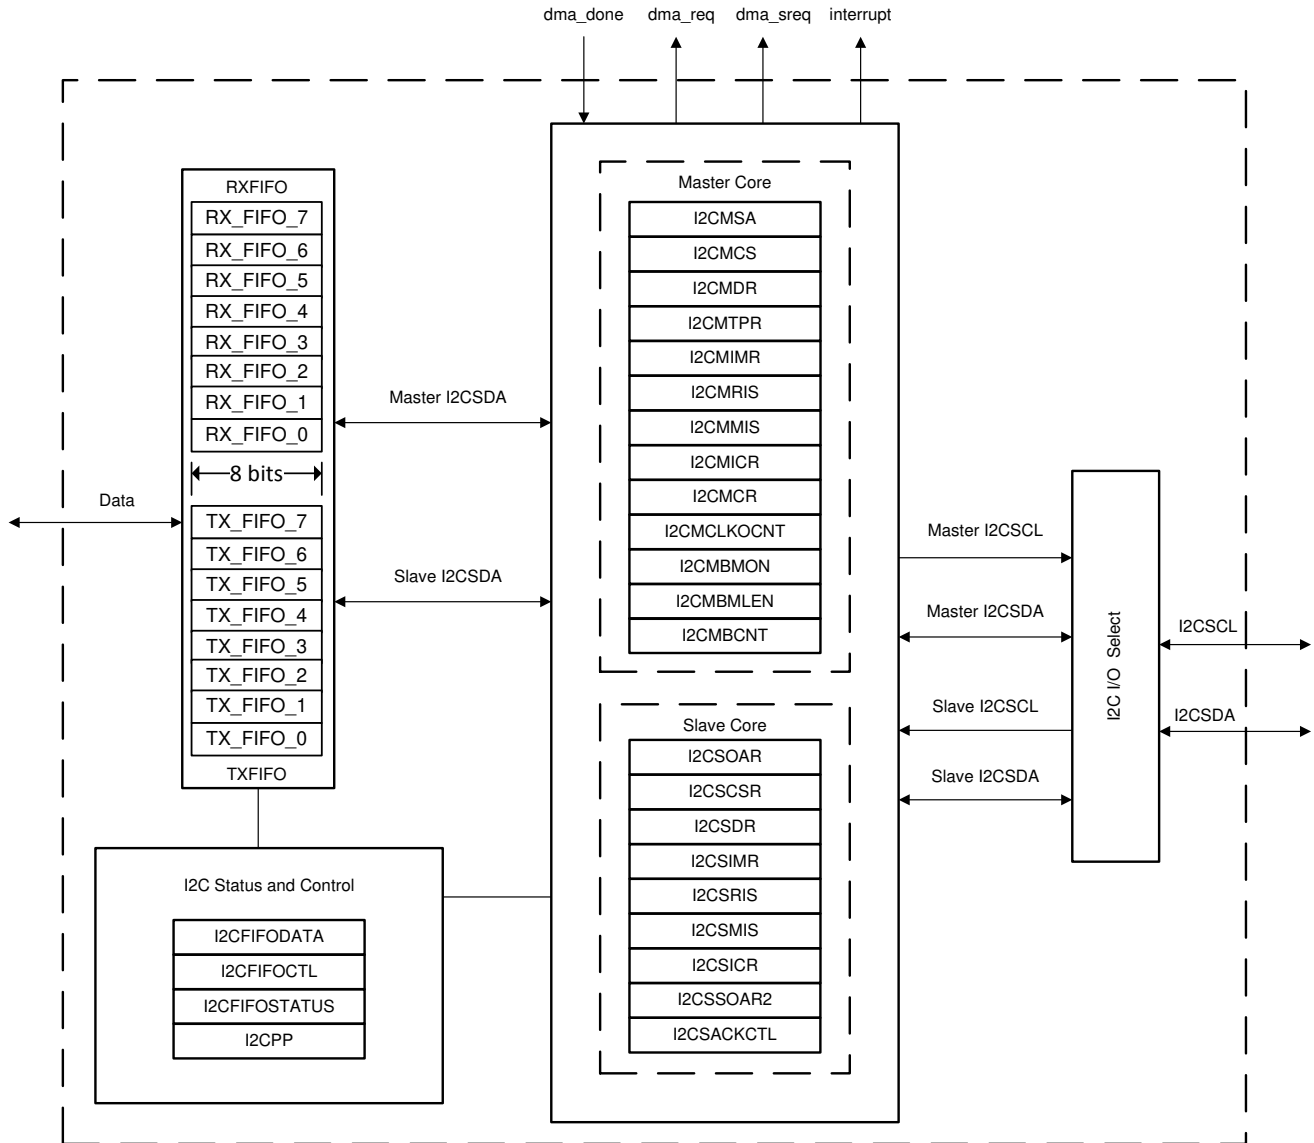 dma_done
dma_req
dma_sreq
interrupt
RXFIFO
RX_FIFO_7
RX_FIFO_6
RX_FIFO_5
RX_FIFO_4
RX_FIFO_3
RX_FIFO_2
RX_FIFO_1
RX_FIFO_0
8 bits
TX_FIFO_7
TX_FIFO_6
TX_FIFO_5
TX_FIFO_4
TX_FIFO_3
TX_FIFO_2
TX_FIFO_1
TX_FIFO_0
TXFIFO
Data
Master I2CSDA
Slave I2CSDA
I2C Status and Control
I2CFIFODATA
I2CFIFOCTL
I2CFIFOSTATUS
I2CPP
Master Core
I2CMSA
I2CMCS
I2CMDR
I2CMTPR
I2CMIMR
I2CMRIS
I2CMMIS
I2CMICR
I2CMCR
I2CMCLKOCNT
I2CMBMON
I2CMBMLEN
I2CMBCNT
Slave Core
I2CSOAR
I2CSCSR
I2CSDR
I2CSIMR
I2CSRIS
I2CSMIS
I2CSICR
I2CSSOAR2
I2CSACKCTL
Master I2CSCL
Master I2CSDA
Slave I2CSCL
Slave I2CSDA
I2C I/O Select
I2CSCL
I2CSDA